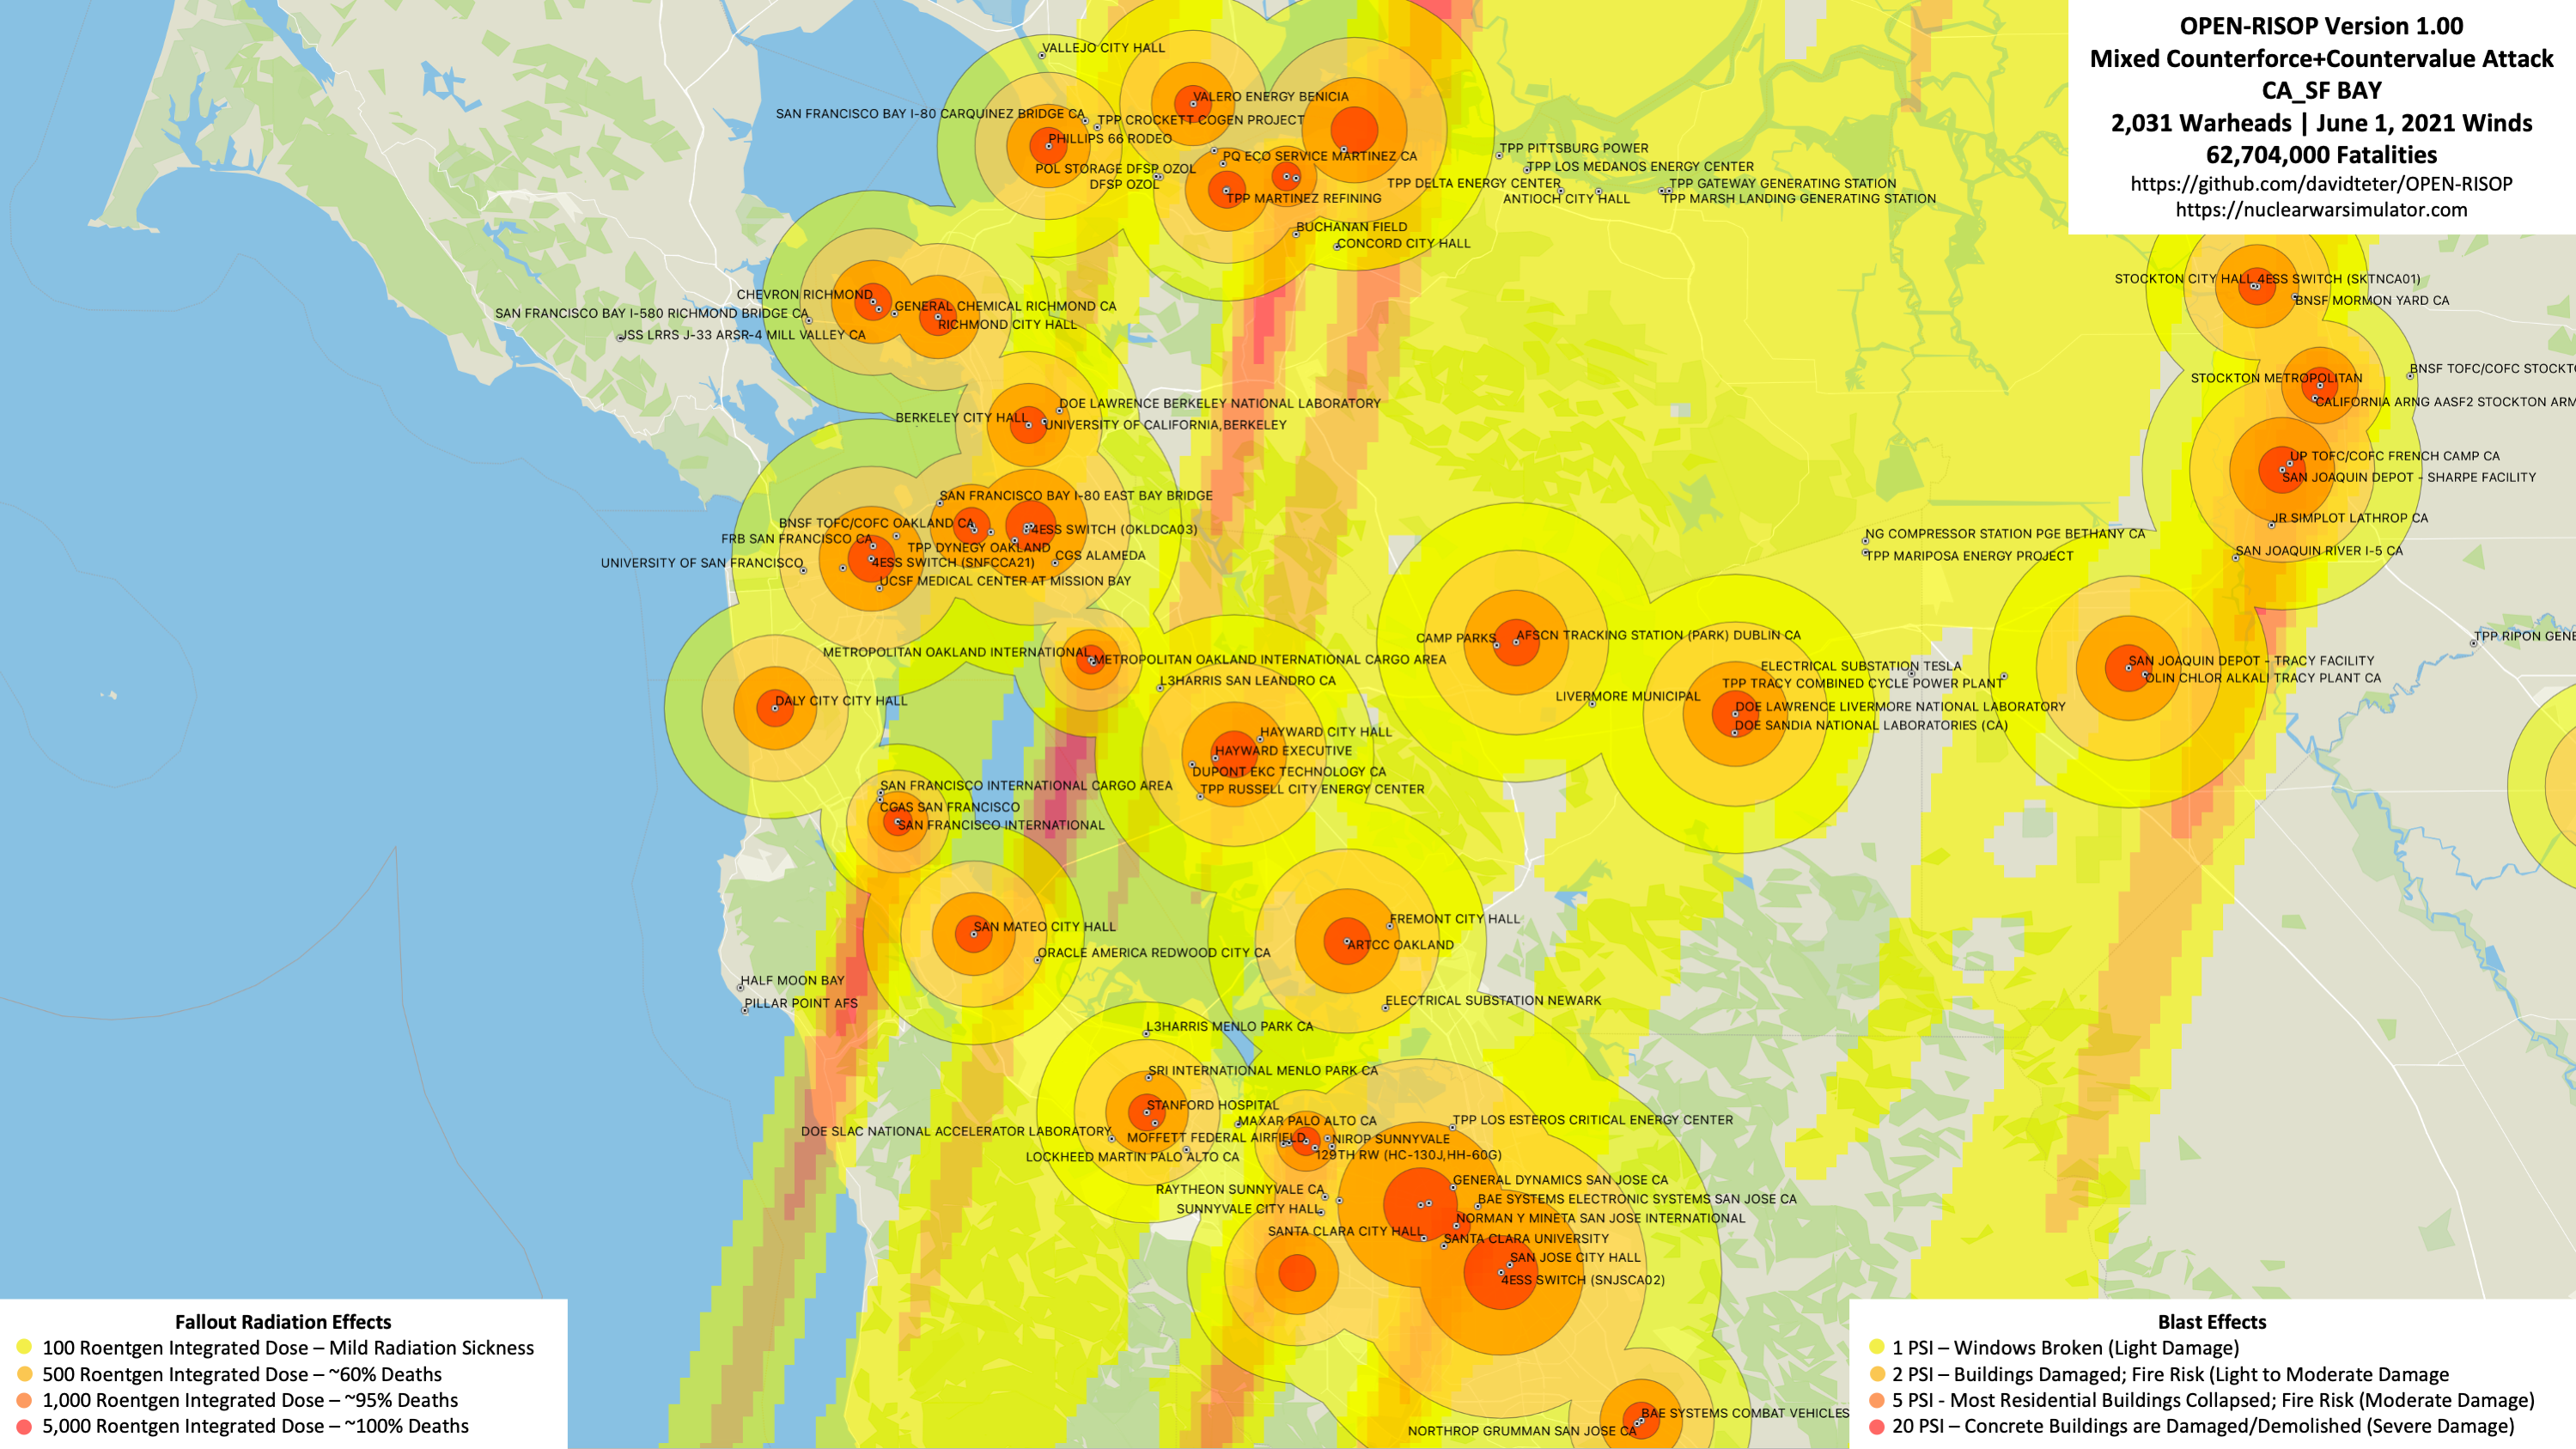 OPEN-RISOP Version 1.00
Mixed Counterforce+Countervalue Attack
CA_SF BAY
2,031 Warheads | June 1, 2021 Winds
62,704,000 Fatalities
https://github.com/davidteter/OPEN-RISOP
https://nuclearwarsimulator.com
VALLEJO CITY HALL
VALERO ENERGY BENICIA
SAN FRANCISCO BAY I-80 CARQUINEZ BRIDGE CA
TPP CROCKETT COGEN PROJECT
PHILLIPS 66 RODEO
PQ ECO SERVICE MARTINEZ CA
POL STORAGE DFSP OZOL
DFSP OZOL
TPP MARTINEZ REFINING
TPP PITTSBURG POWER
TPP LOS MEDANOS ENERGY CENTER
TPP DELTA ENERGY CENTER
TPP GATEWAY GENERATING STATION
ANTIOCH CITY HALL
TPP MARSH LANDING GENERATING STATION
BUCHANAN FIELD
CONCORD CITY HALL
STOCKTON CITY HALL
4ESS SWITCH (SKTNCA01)
BNSF MORMON YARD CA
CHEVRON RICHMOND
GENERAL CHEMICAL RICHMOND CA
SAN FRANCISCO BAY I-580 RICHMOND BRIDGE CA
RICHMOND CITY HALL
JSS LRRS J-33 ARSR-4 MILL VALLEY CA
BNSF TOFC/COFC STOCKT
STOCKTON METROPOLITAN
CALIFORNIA ARNG AASF2 STOCKTON ARM
DOE LAWRENCE BERKELEY NATIONAL LABORATORY
BERKELEY CITY HALL
UNIVERSITY OF CALIFORNIA,BERKELEY
UP TOFC/COFC FRENCH CAMP CA
SAN JOAQUIN DEPOT - SHARPE FACILITY
SAN FRANCISCO BAY I-80 EAST BAY BRIDGE
BNSF TOFC/COFC OAKLAND CA
4ESS SWITCH (OKLDCA03)
FRB SAN FRANCISCO CA
TPP DYNEGY OAKLAND
CGS ALAMEDA
UNIVERSITY OF SAN FRANCISCO
4ESS SWITCH (SNFCCA21)
UCSF MEDICAL CENTER AT MISSION BAY
JR SIMPLOT LATHROP CA
NG COMPRESSOR STATION PGE BETHANY CA
TPP MARIPOSA ENERGY PROJECT
SAN JOAQUIN RIVER I-5 CA
CAMP PARKS
AFSCN TRACKING STATION (PARK) DUBLIN CA
TPP RIPON GENE
METROPOLITAN OAKLAND INTERNATIONAL
METROPOLITAN OAKLAND INTERNATIONAL CARGO AREA
L3HARRIS SAN LEANDRO CA
ELECTRICAL SUBSTATION TESLA
SAN JOAQUIN DEPOT - TRACY FACILITY
TPP TRACY COMBINED CYCLE POWER PLANT
OLIN CHLOR ALKALI TRACY PLANT CA
DALY CITY CITY HALL
LIVERMORE MUNICIPAL
DOE LAWRENCE LIVERMORE NATIONAL LABORATORY
DOE SANDIA NATIONAL LABORATORIES (CA)
HAYWARD CITY HALL
HAYWARD EXECUTIVE
DUPONT EKC TECHNOLOGY CA
TPP RUSSELL CITY ENERGY CENTER
SAN FRANCISCO INTERNATIONAL CARGO AREA
CGAS SAN FRANCISCO
SAN FRANCISCO INTERNATIONAL
SAN MATEO CITY HALL
ORACLE AMERICA REDWOOD CITY CA
FREMONT CITY HALL
ARTCC OAKLAND
HALF MOON BAY
PILLAR POINT AFS
ELECTRICAL SUBSTATION NEWARK
L3HARRIS MENLO PARK CA
SRI INTERNATIONAL MENLO PARK CA
STANFORD HOSPITAL
MAXAR PALO ALTO CA
TPP LOS ESTEROS CRITICAL ENERGY CENTER
DOE SLAC NATIONAL ACCELERATOR LABORATORY
MOFFETT FEDERAL AIRFIELD
NIROP SUNNYVALE
LOCKHEED MARTIN PALO ALTO CA
129TH RW (HC-130J,HH-60G)
GENERAL DYNAMICS SAN JOSE CA
RAYTHEON SUNNYVALE CA
BAE SYSTEMS ELECTRONIC SYSTEMS SAN JOSE CA
SUNNYVALE CITY HALL
NORMAN Y MINETA SAN JOSE INTERNATIONAL
SANTA CLARA CITY HALL
SANTA CLARA UNIVERSITY
SAN JOSE CITY HALL
4ESS SWITCH (SNJSCA02)
BAE SYSTEMS COMBAT VEHICLES
NORTHROP GRUMMAN SAN JOSE CA
Fallout Radiation Effects
100 Roentgen Integrated Dose – Mild Radiation Sickness
500 Roentgen Integrated Dose – ~60% Deaths
1,000 Roentgen Integrated Dose – ~95% Deaths
5,000 Roentgen Integrated Dose – ~100% Deaths
Blast Effects
1 PSI – Windows Broken (Light Damage)
2 PSI – Buildings Damaged; Fire Risk (Light to Moderate Damage
5 PSI - Most Residential Buildings Collapsed; Fire Risk (Moderate Damage)
20 PSI – Concrete Buildings are Damaged/Demolished (Severe Damage)